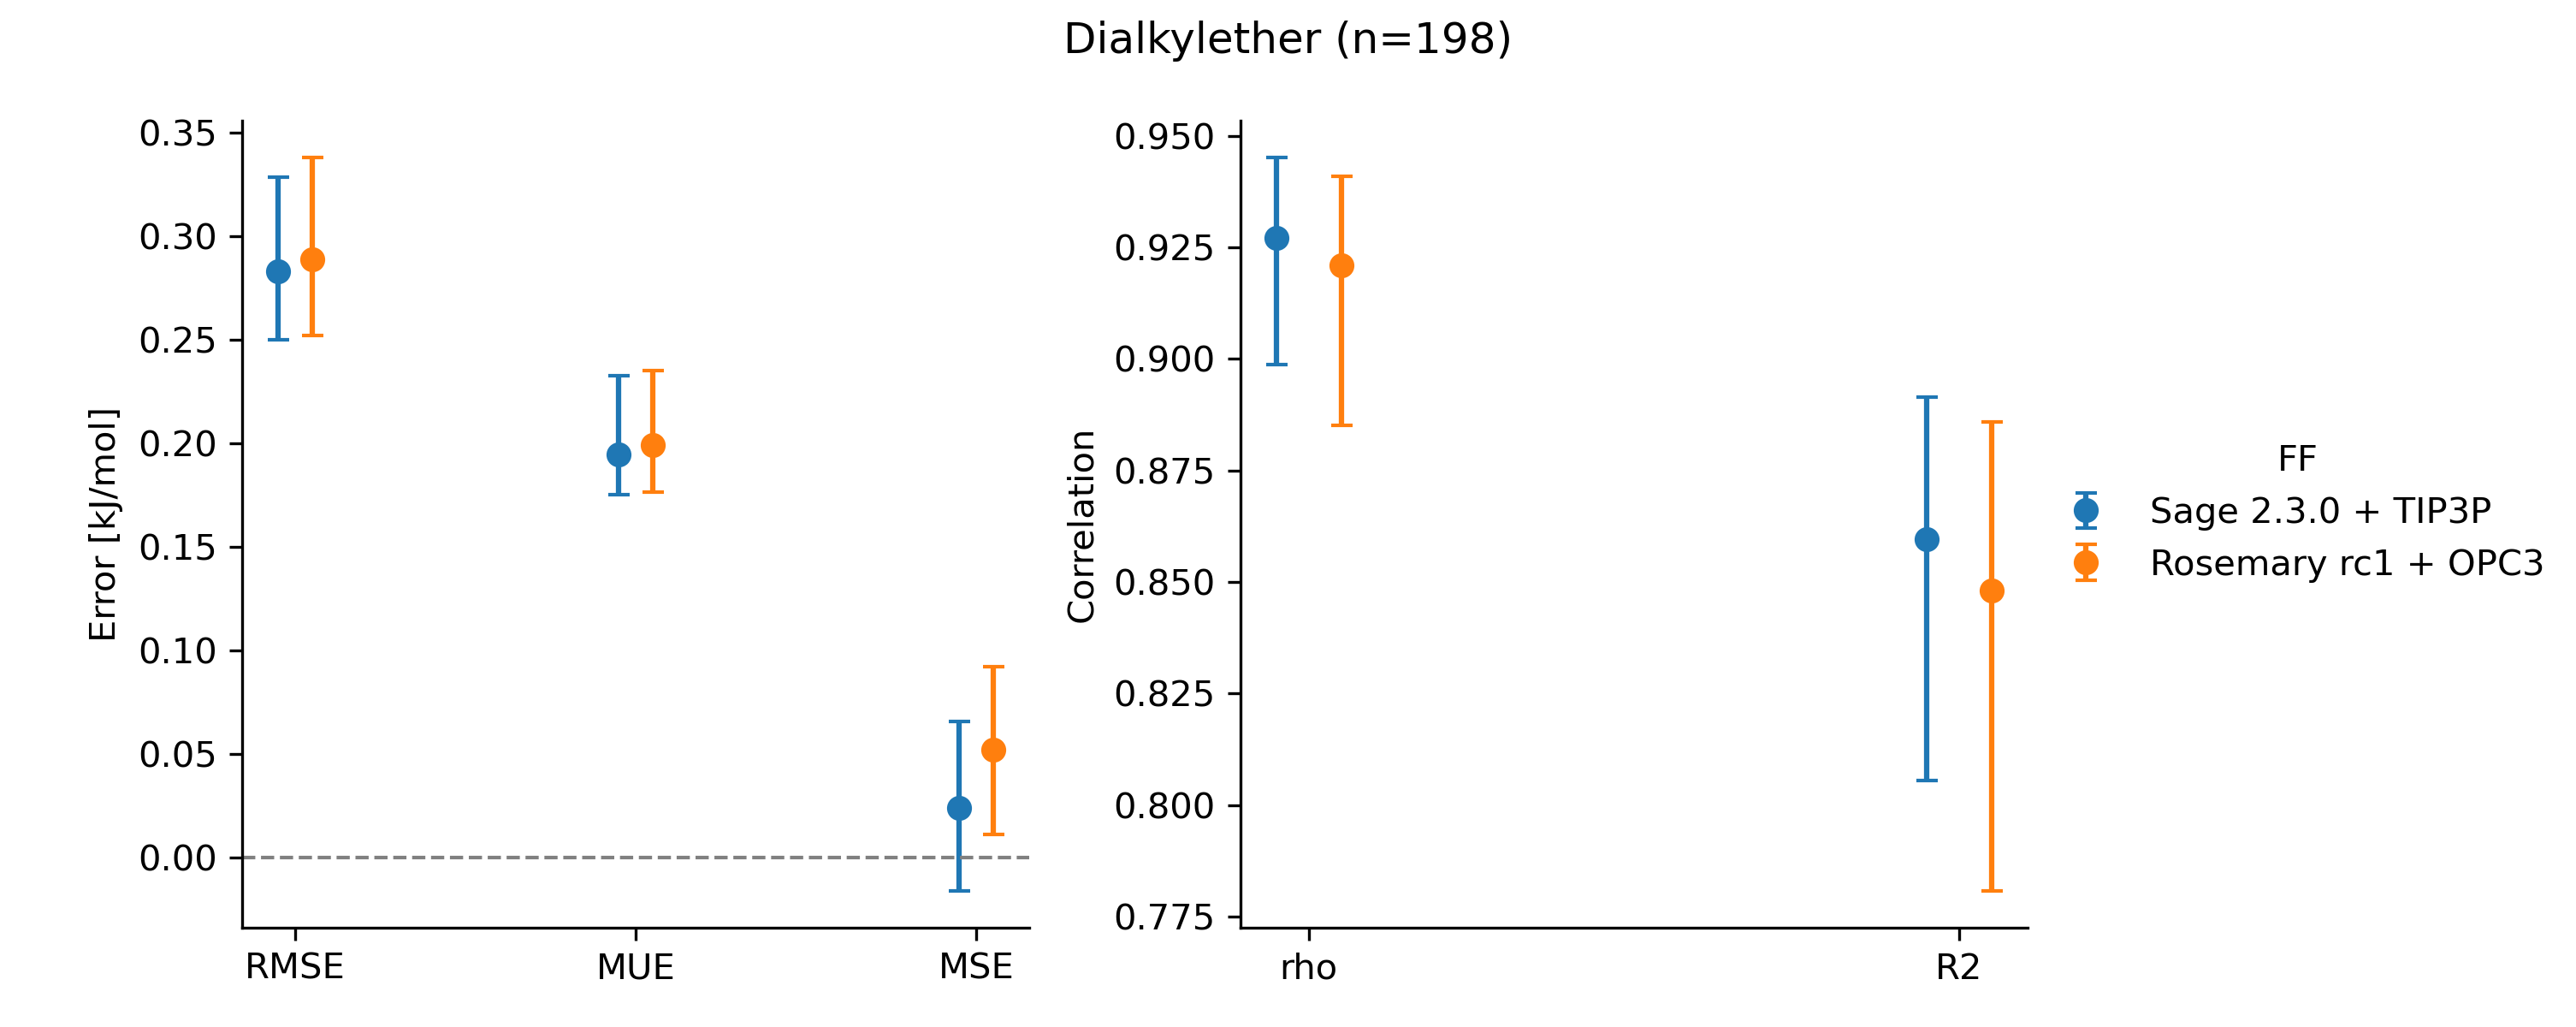 Dialkylether (n=198)
Error [kJ/mol]
0.35
0.30
0.25
0.20
0.15
0.10
0.05
0.00
RMSE
MUE
MSE
Correlation
0.950
0.925
0.900
0.875
0.850
0.825
0.800
0.775
rho
R2
FF
Sage 2.3.0 + TIP3P
Rosemary rc1 + OPC3